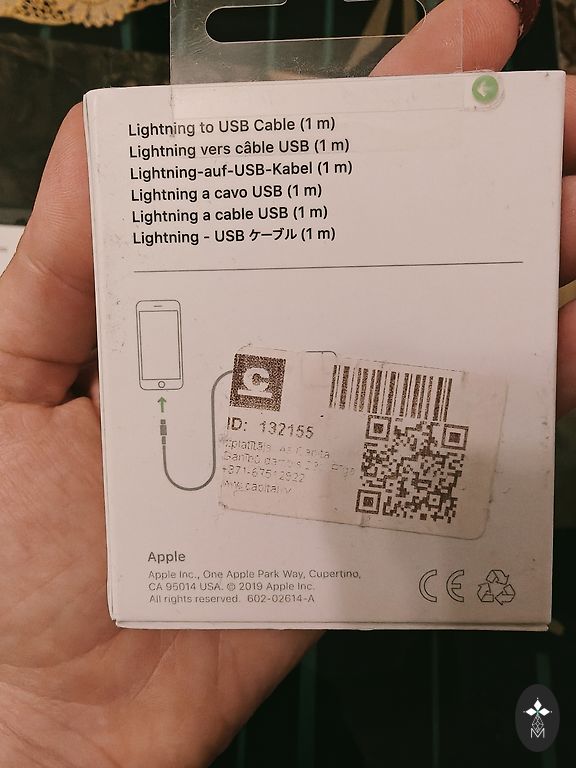 Lightning to USB Cable (1 m)
Lightning vers câble USB (1 m)
Lightning-auf-USB-Kabel (1 m)
Lightning a cavo USB (1 m)
Lightning a cable USB (1 m)
Lightning - USB ケーブル (1 m)
C
ID: 132155
+371-67512922
Apple
Apple Inc., One Apple Park Way, Cupertino,
CA 95014 USA. © 2019 Apple Inc.
All rights reserved. 602-02614-A
CE
M